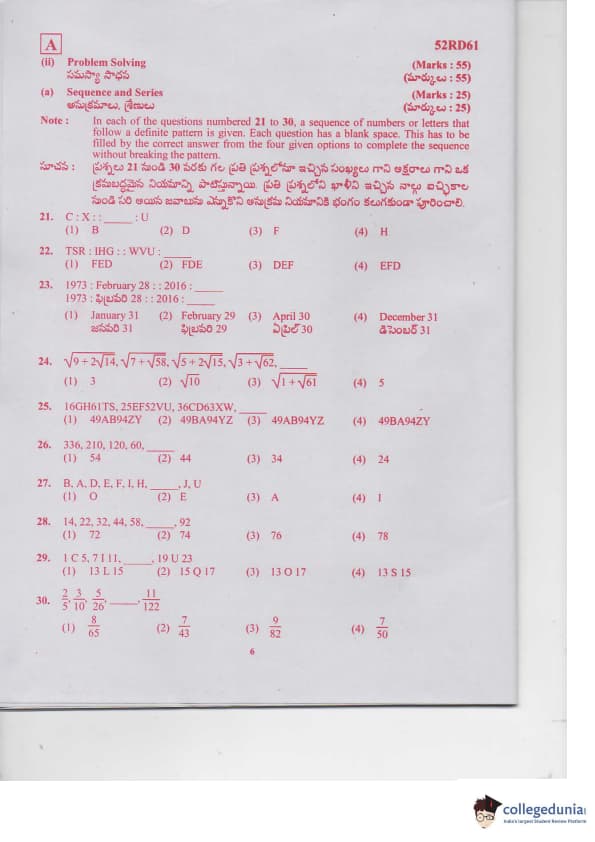 A
52RD61
(ii) Problem Solving (Marks : 55)
సమస్యా సాధన (మార్కులు : 55)
(a) Sequence and Series (Marks : 25)
అనుక్రమాలు, శ్రేణులు (మార్కులు : 25)
Note : In each of the questions numbered 21 to 30, a sequence of numbers or letters that
follow a definite pattern is given. Each question has a blank space. This has to be
filled by the correct answer from the four given options to complete the sequence
without breaking the pattern.
సూచన : ప్రశ్నలు 21 నుండి 30 వరకు గల ప్రతి ప్రశ్నలోనూ ఇచ్చిన సంఖ్యలు గాని అక్షరాలు గాని ఒక
క్రమబద్ధమైన నియమాన్ని పాటిస్తున్నాయి. ప్రతి ప్రశ్నలోని ఖాళీని ఇచ్చిన నాల్గు ఐచ్ఛికాల
నుండి సరి అయిన జవాబును ఎన్నుకొని అనుక్రమ నియమానికి భంగం కలుగకుండా పూరించాలి.
21. C : X : : _____ : U
(1) B (2) D (3) F (4) H
22. TSR : IHG : : WVU : _____
(1) FED (2) FDE (3) DEF (4) EFD
23. 1973 : February 28 : : 2016 : _____
1973 : ఫిబ్రవరి 28 : : 2016 : _____
(1) January 31 (2) February 29 (3) April 30 (4) December 31
జనవరి 31 ఫిబ్రవరి 29 ఏప్రిల్ 30 డిసెంబర్ 31
24. √(9 + 2√14), √(7 + √58), √(5 + 2√15), √(3 + √62), _____
(1) 3 (2) √10 (3) √(1 + √61) (4) 5
25. 16GH61TS, 25EF52VU, 36CD63XW, _____
(1) 49AB94ZY (2) 49BA94YZ (3) 49AB94YZ (4) 49BA94ZY
26. 336, 210, 120, 60, _____
(1) 54 (2) 44 (3) 34 (4) 24
27. B, A, D, E, F, I, H, _____, J, U
(1) O (2) E (3) A (4) I
28. 14, 22, 32, 44, 58, _____, 92
(1) 72 (2) 74 (3) 76 (4) 78
29. 1 C 5, 7 I 11, _____, 19 U 23
(1) 13 L 15 (2) 15 Q 17 (3) 13 O 17 (4) 13 S 15
30. 2/5, 3/10, 5/26, _____, 11/122
(1) 8/65 (2) 7/43 (3) 9/82 (4) 7/50
6
collegedunia
India's largest Student Review Platform